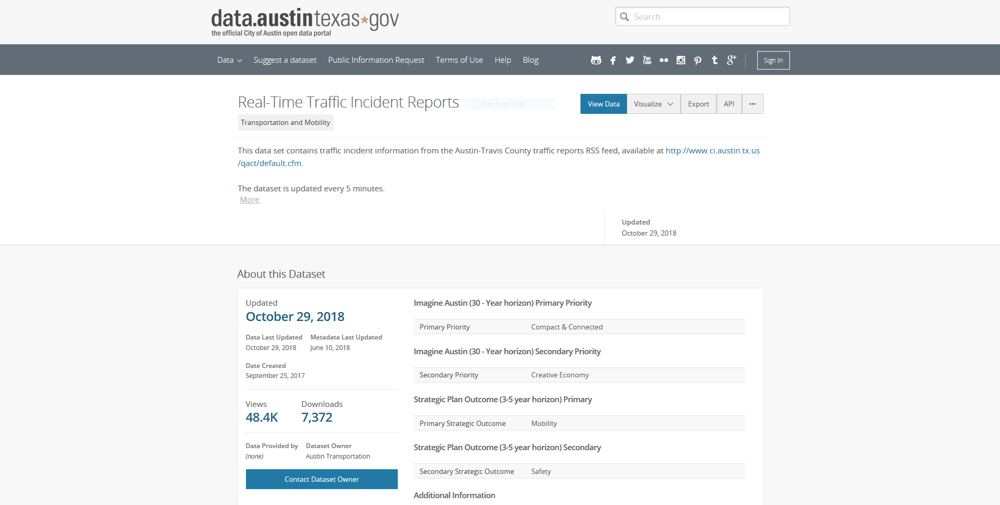 data.austintexas.gov
the official City of Austin open data portal
Search
Data Suggest a dataset Public Information Request Terms of Use Help Blog You Tube Sign In
Real-Time Traffic Incident Reports Free-form Snip View Data Visualize Export API
Transportation and Mobility
This data set contains traffic incident information from the Austin-Travis County traffic reports RSS feed, available at http://www.ci.austin.tx.us
/qact/default.cfm.
The dataset is updated every 5 minutes.
More
Updated
October 29, 2018
About this Dataset
Updated
October 29, 2018
Data Last Updated Metadata Last Updated
October 29, 2018 June 10, 2018
Date Created
September 25, 2017
Views Downloads
48.4K 7,372
Data Provided by Dataset Owner
(none) Austin Transportation
Contact Dataset Owner
Imagine Austin (30 - Year horizon) Primary Priority
Primary Priority Compact & Connected
Imagine Austin (30 - Year horizon) Secondary Priority
Secondary Priority Creative Economy
Strategic Plan Outcome (3-5 year horizon) Primary
Primary Strategic Outcome Mobility
Strategic Plan Outcome (3-5 year horizon) Secondary
Secondary Strategic Outcome Safety
Additional Information